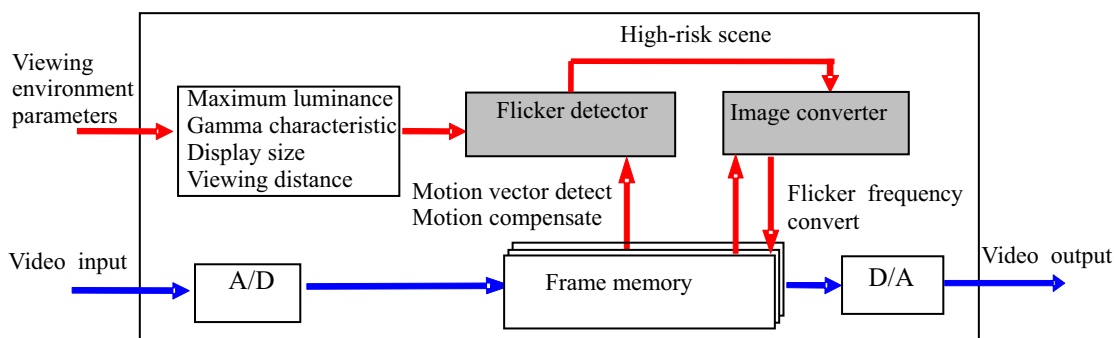 High-risk scene
Viewing
environment
parameters
Maximum luminance
Gamma characteristic
Display size
Viewing distance
Flicker detector
Image converter
Motion vector detect
Motion compensate
Flicker frequency
convert
Video input
A/D
Frame memory
D/A
Video output